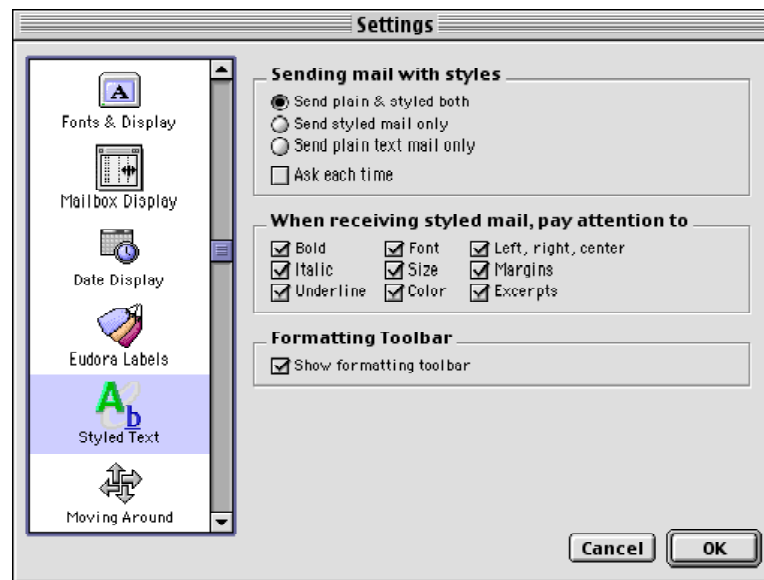 Settings
Fonts & Display
Mailbox Display
Date Display
Eudora Labels
Styled Text
Moving Around
Sending mail with styles
Send plain & styled both
Send styled mail only
Send plain text mail only
Ask each time
When receiving styled mail, pay attention to
Bold Font Left, right, center
Italic Size Margins
Underline Color Excerpts
Formatting Toolbar
Show formatting toolbar
Cancel OK